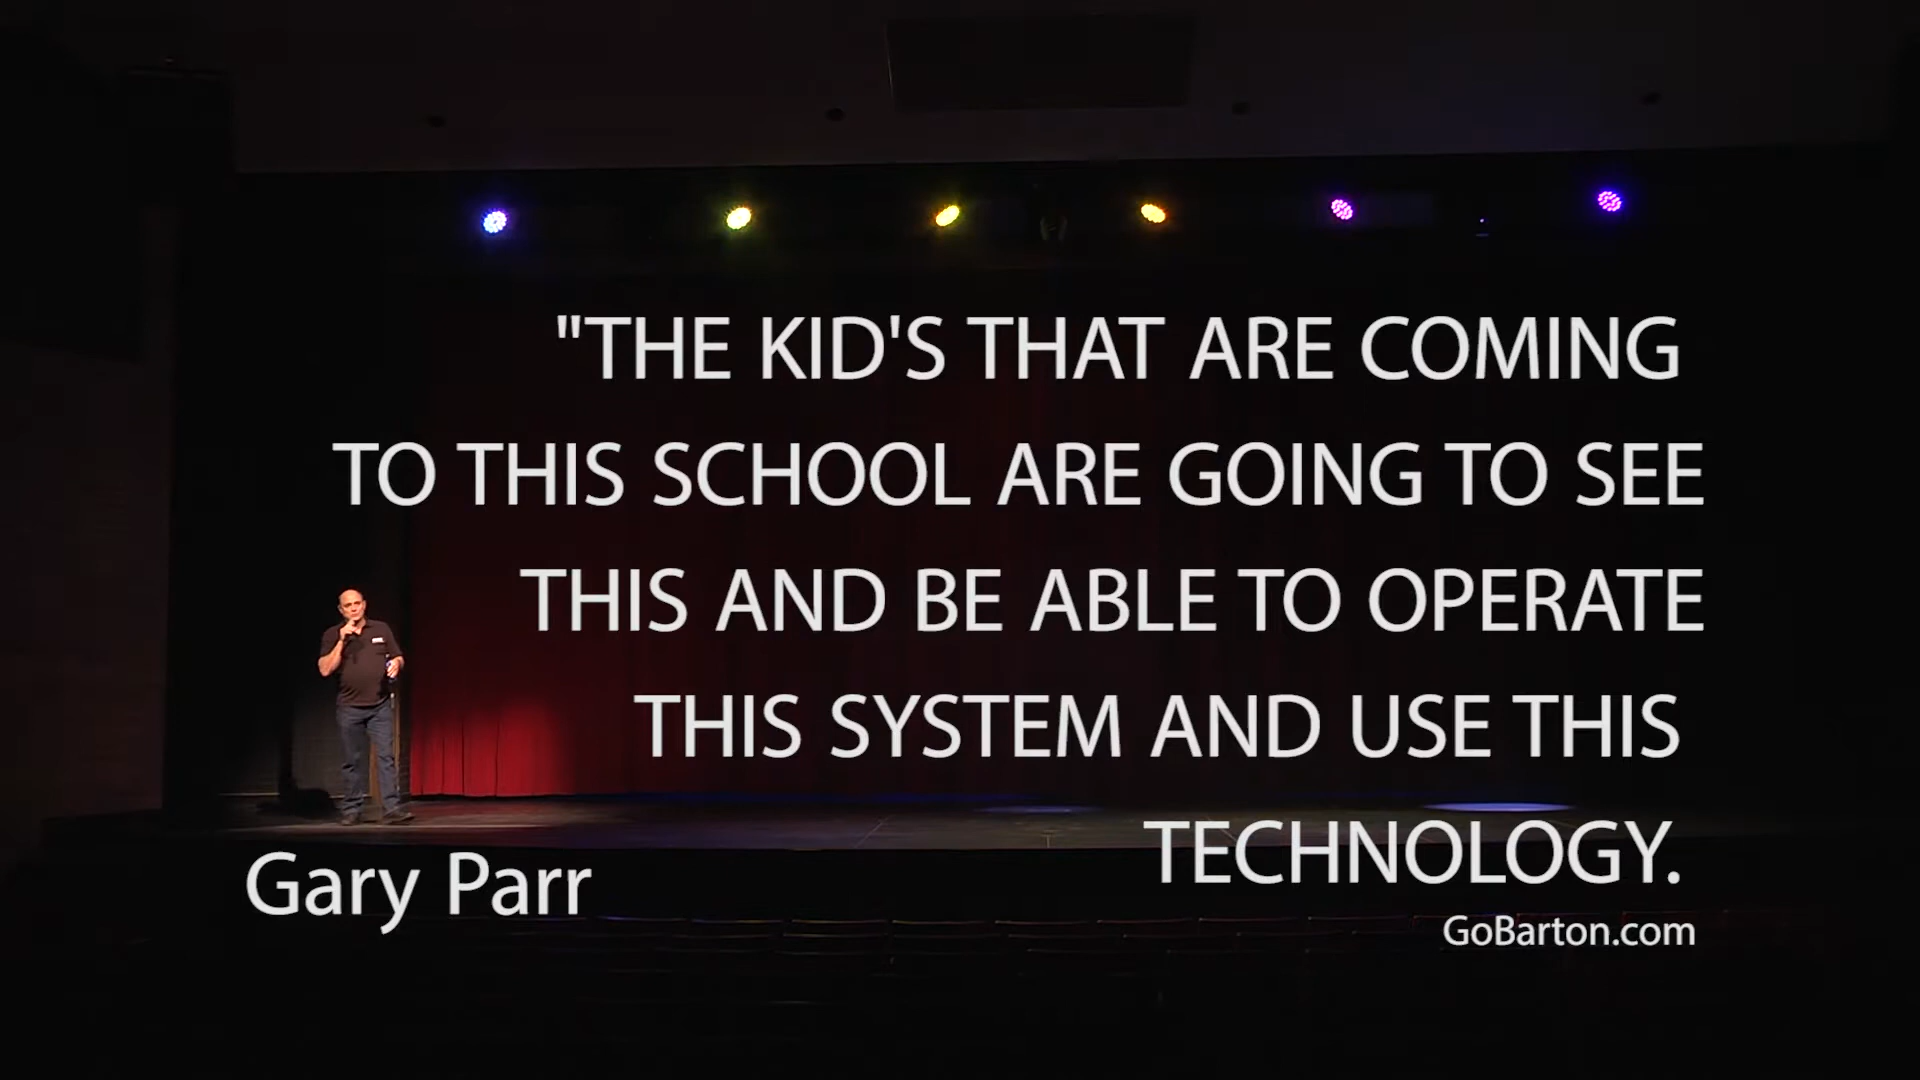 "THE KID'S THAT ARE COMING
TO THIS SCHOOL ARE GOING TO SEE
THIS AND BE ABLE TO OPERATE
THIS SYSTEM AND USE THIS
TECHNOLOGY.
Gary Parr
GoBarton.com